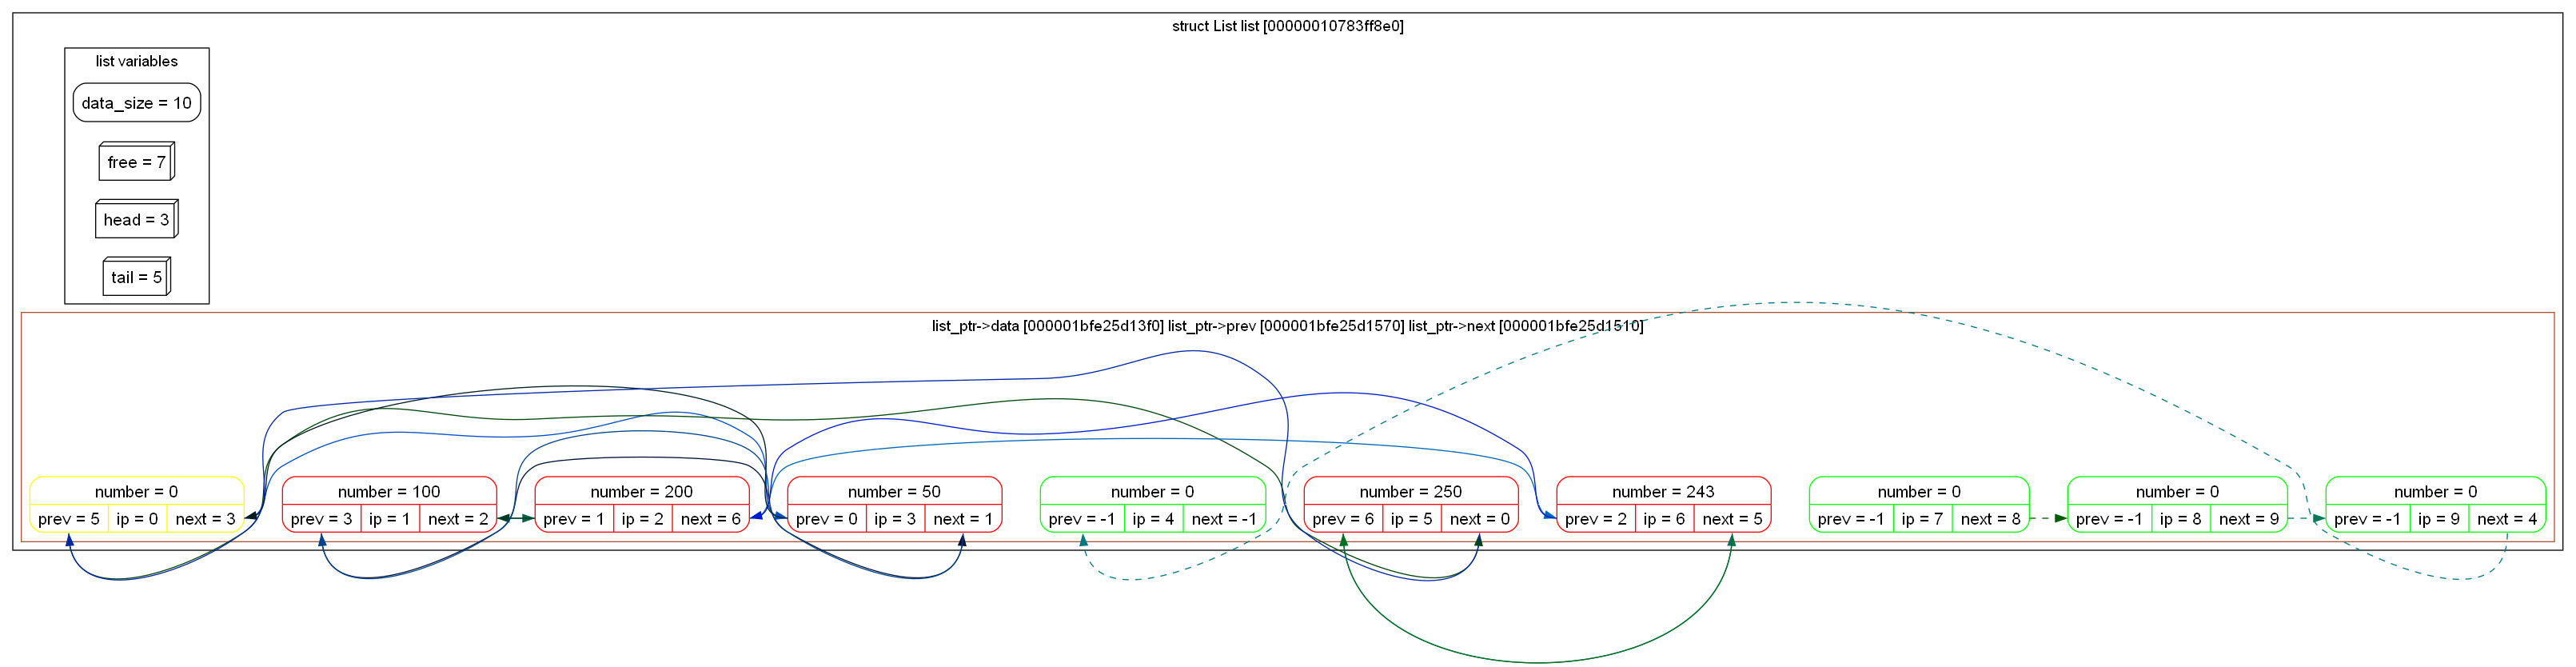 struct List list [00000010783ff8e0]
list variables
data_size = 10
free = 7
head = 3
tail = 5
list_ptr->data [000001bfe25d13f0] list_ptr->prev [000001bfe25d1570] list_ptr->next [000001bfe25d1510]
number = 0
prev = 5 ip = 0 next = 3
number = 100
prev = 3 ip = 1 next = 2
number = 200
prev = 1 ip = 2 next = 6
number = 50
prev = 0 ip = 3 next = 1
number = 0
prev = -1 ip = 4 next = -1
number = 250
prev = 6 ip = 5 next = 0
number = 243
prev = 2 ip = 6 next = 5
number = 0
prev = -1 ip = 7 next = 8
number = 0
prev = -1 ip = 8 next = 9
number = 0
prev = -1 ip = 9 next = 4